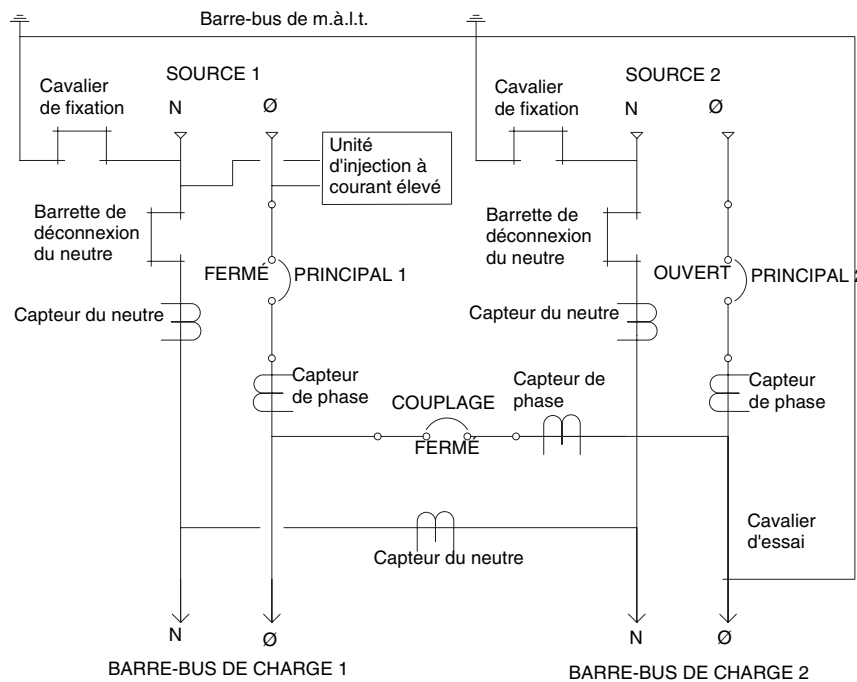 Barre-bus de m.à.l.t.
SOURCE 1
SOURCE 2
Cavalier
de fixation
N
Ø
Cavalier
de fixation
N
Ø
Unité
d'injection à
courant élevé
Barrette de
déconnexion
du neutre
Barrette de
déconnexion
du neutre
FERMÉ
PRINCIPAL 1
OUVERT
PRINCIPAL 2
Capteur du neutre
Capteur du neutre
Capteur
de phase
Capteur de
phase
Capteur
de phase
COUPLAGE
FERMÉ
Cavalier
d'essai
Capteur du neutre
N
Ø
N
Ø
BARRE-BUS DE CHARGE 1
BARRE-BUS DE CHARGE 2